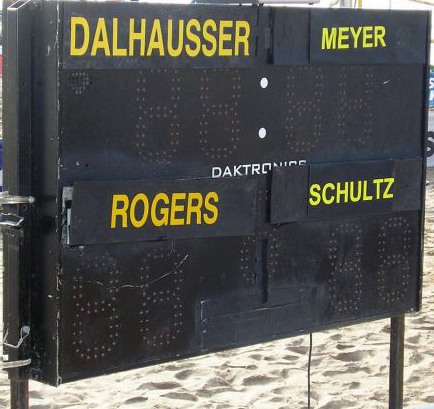 DALHAUSSER MEYER
DAKTRONICS
ROGERS SCHULTZ